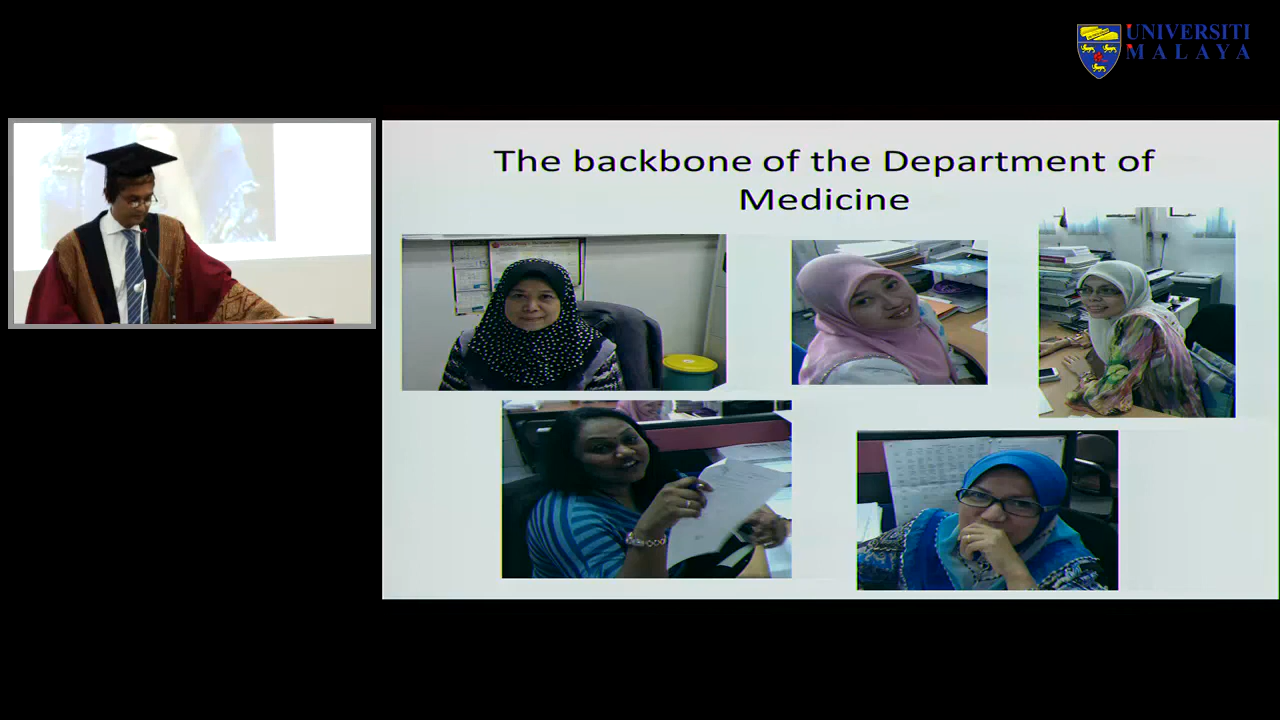 UNIVERSITI
MALAYA
The backbone of the Department of
Medicine